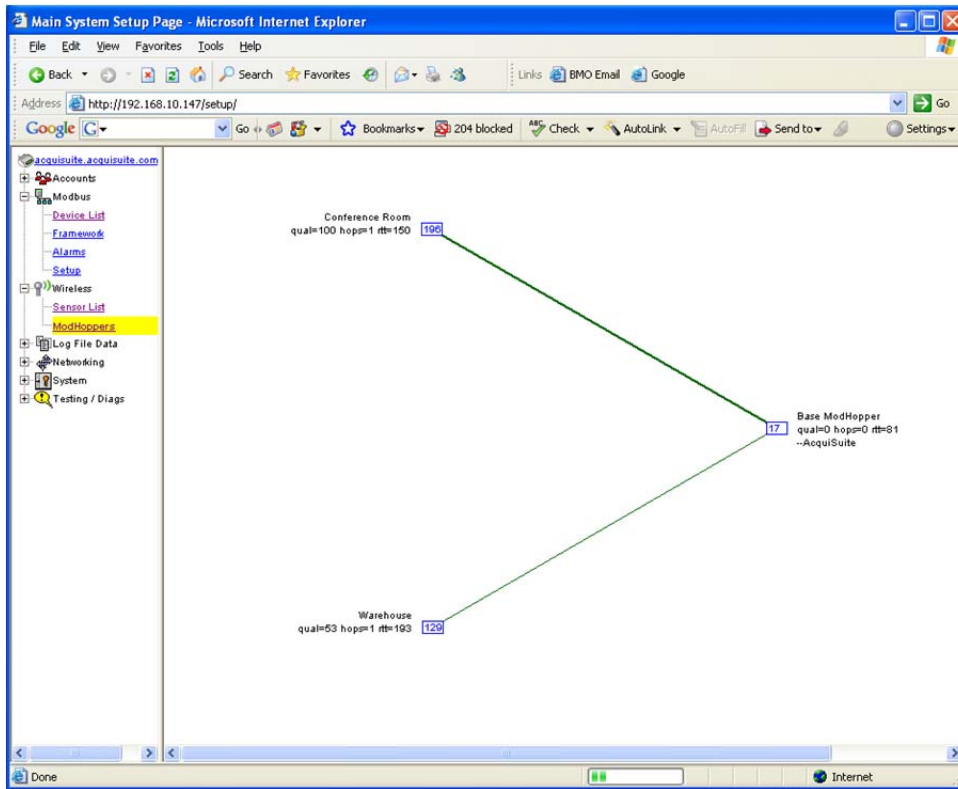 Main System Setup Page - Microsoft Internet Explorer
File Edit View Favorites Tools Help
Back Search Favorites Links BMO Email Google
Address http://192.168.10.147/setup/ Go
Google G Go Bookmarks 204 blocked ABC Check AutoLink AutoFill Send to Settings
acquisuite.acquisuite.com
Accounts
Modbus
Device List
Framework
Alarms
Setup
Wireless
Sensor List
ModHoppers
Log File Data
Networking
System
Testing / Diags
Conference Room
qual=100 hops=1 rtt=150 196
Base ModHopper
17 qual=0 hops=0 rtt=81
--AcquiSuite
Warehouse
qual=53 hops=1 rtt=193 129
Done Internet